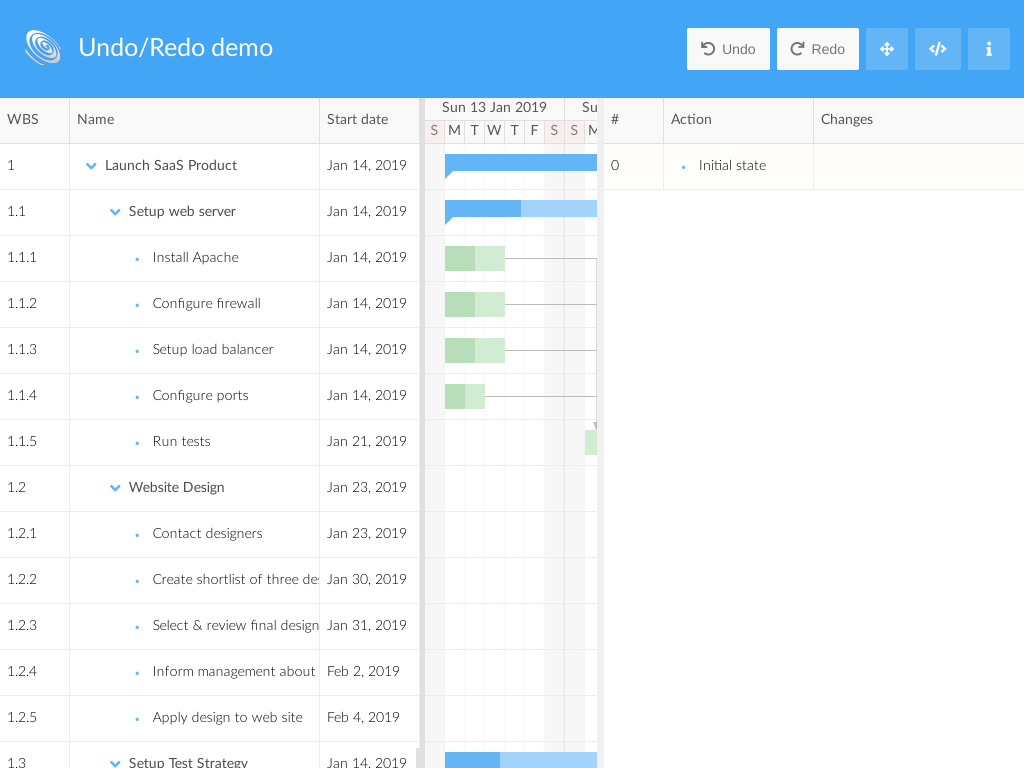 Undo/Redo demo
Undo
Redo
WBS Name Start date
Sun 13 Jan 2019
S M T W T F S S M
# Action Changes
1 Launch SaaS Product Jan 14, 2019
0 Initial state
1.1 Setup web server Jan 14, 2019
1.1.1 Install Apache Jan 14, 2019
1.1.2 Configure firewall Jan 14, 2019
1.1.3 Setup load balancer Jan 14, 2019
1.1.4 Configure ports Jan 14, 2019
1.1.5 Run tests Jan 21, 2019
1.2 Website Design Jan 23, 2019
1.2.1 Contact designers Jan 23, 2019
1.2.2 Create shortlist of three Jan 30, 2019
1.2.3 Select & review final design Jan 31, 2019
1.2.4 Inform management about Feb 2, 2019
1.2.5 Apply design to web site Feb 4, 2019
1.3 Setup Test Strategy Jan 14, 2019